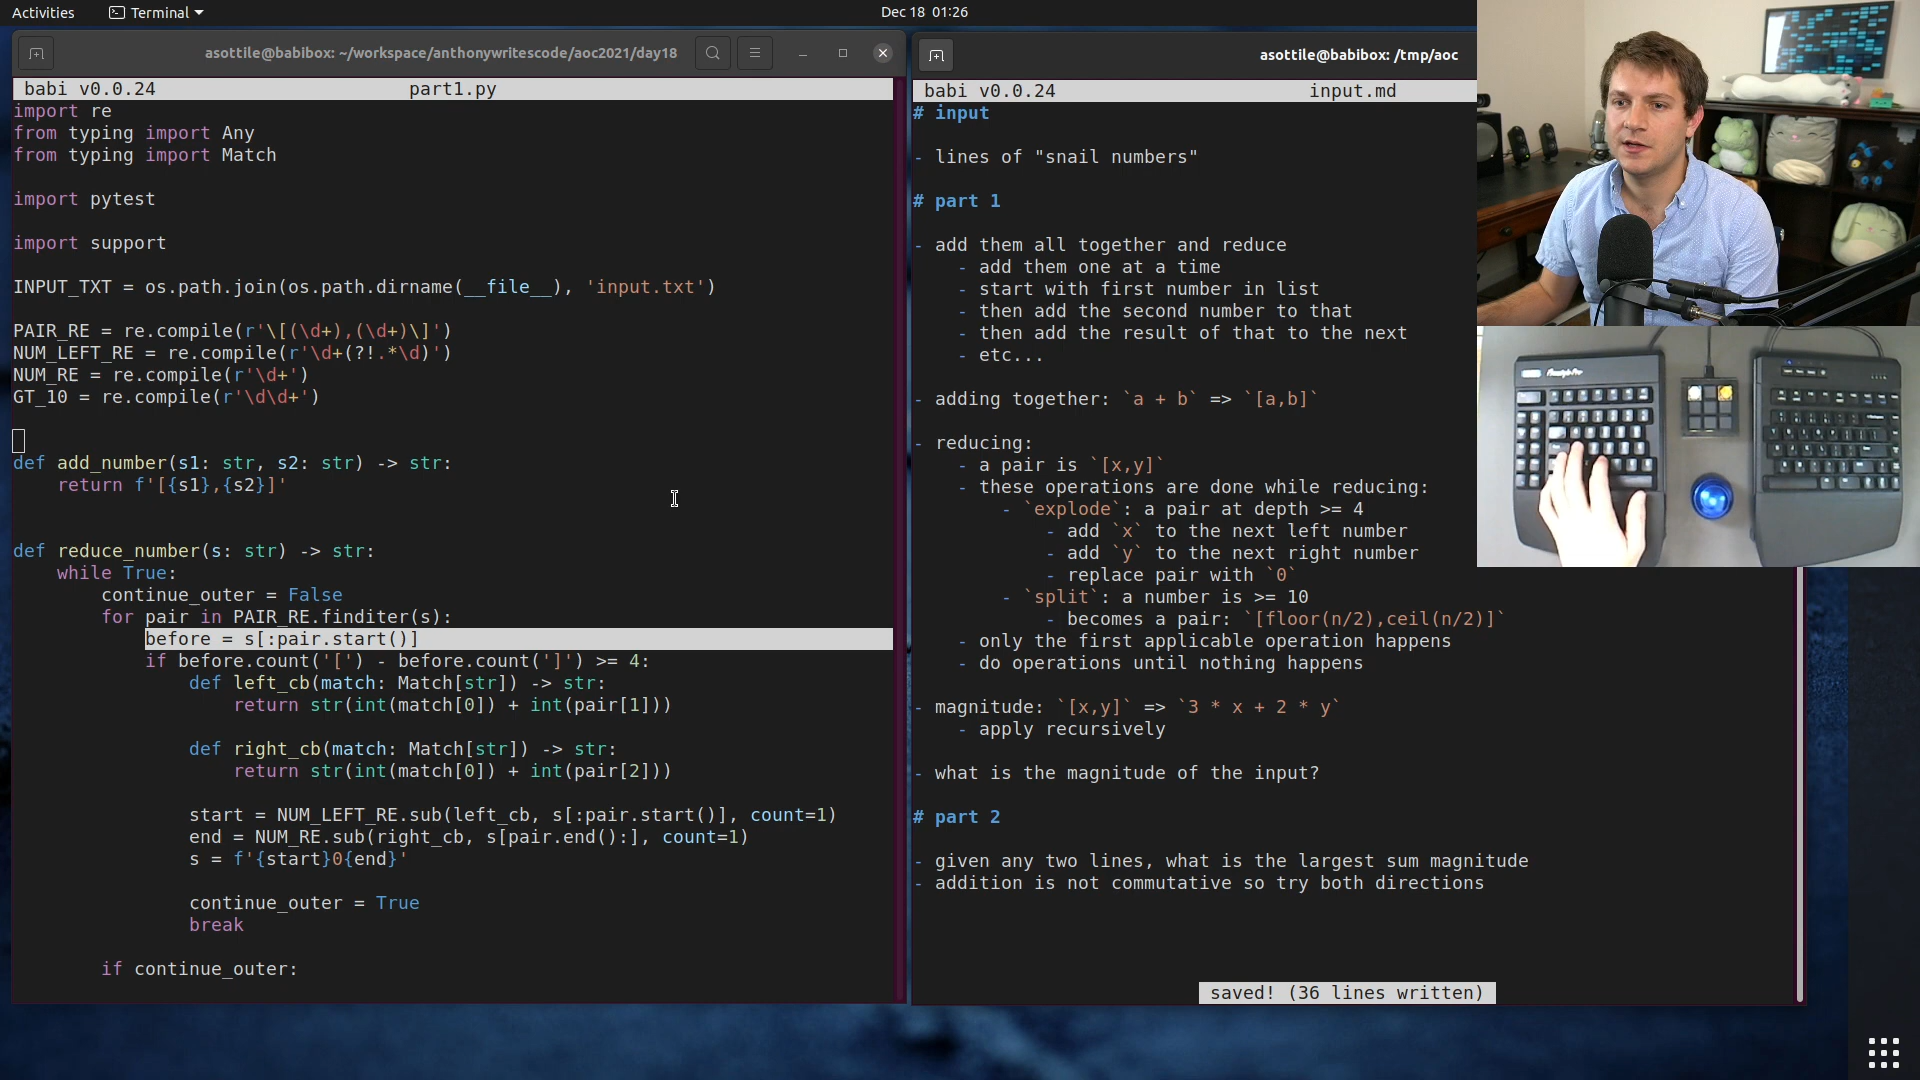 Activities
Terminal
Dec 18 01:26
asottile@babibox: ~/workspace/anthonywritescode/aoc2021/day18
babi v0.0.24 part1.py
import re
from typing import Any
from typing import Match
import pytest
import support
INPUT_TXT = os.path.join(os.path.dirname(__file__), 'input.txt')
PAIR_RE = re.compile(r'\[(\d+),(\d+)\]')
NUM_LEFT_RE = re.compile(r'\d+(?!.*\d)')
NUM_RE = re.compile(r'\d+')
GT_10 = re.compile(r'\d\d+')
def add_number(s1: str, s2: str) -> str:
    return f'[{s1},{s2}]'
def reduce_number(s: str) -> str:
    while True:
        continue_outer = False
        for pair in PAIR_RE.finditer(s):
            before = s[:pair.start()]
            if before.count('[') - before.count(']') >= 4:
                def left_cb(match: Match[str]) -> str:
                    return str(int(match[0]) + int(pair[1]))
                def right_cb(match: Match[str]) -> str:
                    return str(int(match[0]) + int(pair[2]))
                start = NUM_LEFT_RE.sub(left_cb, s[:pair.start()], count=1)
                end = NUM_RE.sub(right_cb, s[pair.end():], count=1)
                s = f'{start}0{end}'
                continue_outer = True
                break
        if continue_outer:
asottile@babibox: /tmp/aoc
babi v0.0.24 input.md
# input
- lines of "snail numbers"
# part 1
- add them all together and reduce
    - add them one at a time
    - start with first number in list
    - then add the second number to that
    - then add the result of that to the next
    - etc...
- adding together: `a + b` => `[a,b]`
- reducing:
    - a pair is `[x,y]`
    - these operations are done while reducing:
        - `explode`: a pair at depth >= 4
            - add `x` to the next left number
            - add `y` to the next right number
            - replace pair with `0`
        - `split`: a number is >= 10
            - becomes a pair: `[floor(n/2),ceil(n/2)]`
    - only the first applicable operation happens
    - do operations until nothing happens
- magnitude: `[x,y]` => `3 * x + 2 * y`
    - apply recursively
- what is the magnitude of the input?
# part 2
- given any two lines, what is the largest sum magnitude
- addition is not commutative so try both directions
saved! (36 lines written)